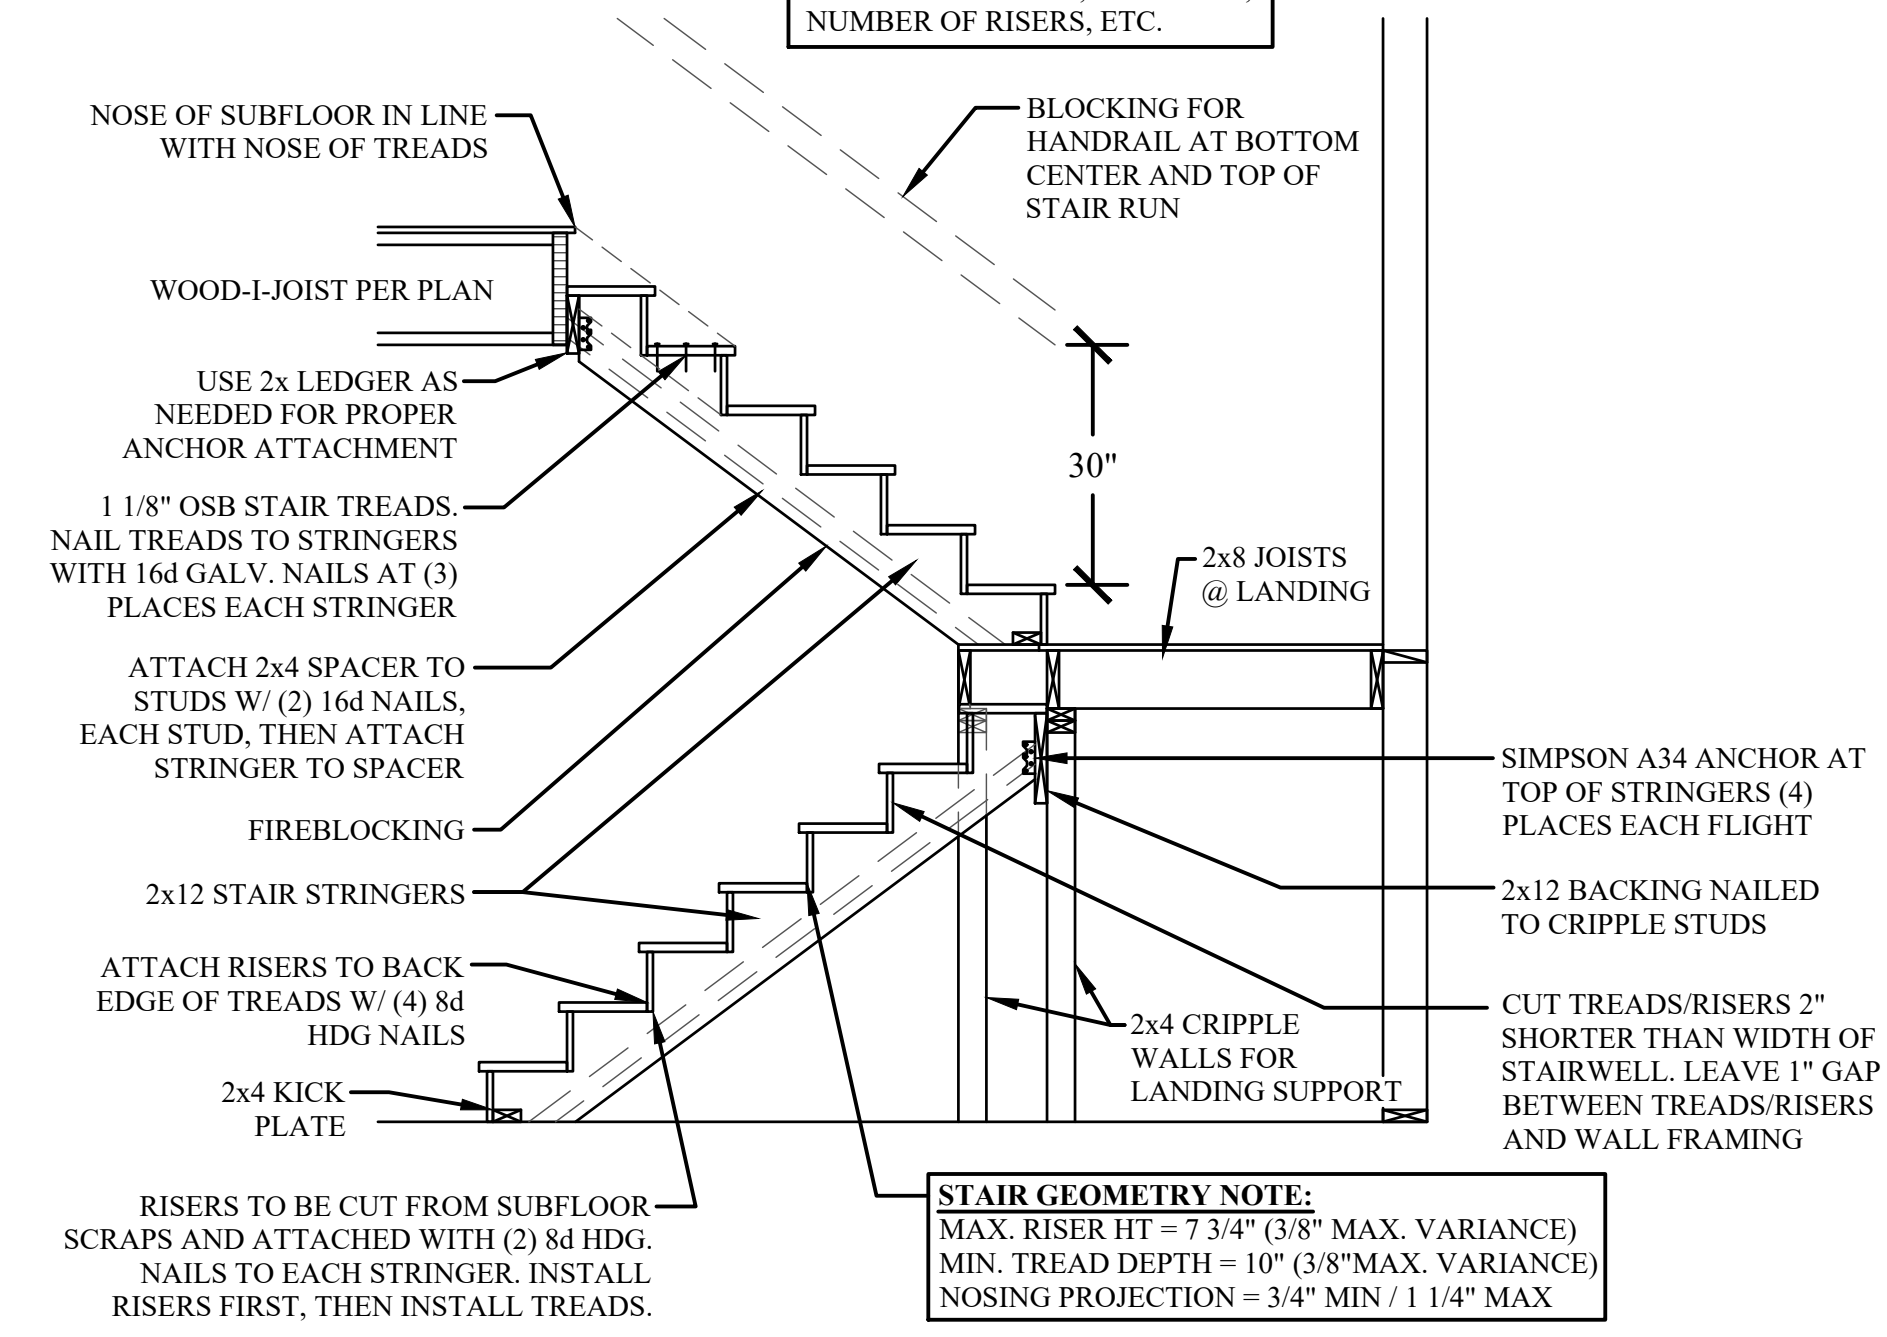 NUMBER OF RISERS, ETC.
NOSE OF SUBFLOOR IN LINE
WITH NOSE OF TREADS
BLOCKING FOR
HANDRAIL AT BOTTOM
CENTER AND TOP OF
STAIR RUN
WOOD-I-JOIST PER PLAN
USE 2x LEDGER AS
NEEDED FOR PROPER
ANCHOR ATTACHMENT
30"
1 1/8" OSB STAIR TREADS.
NAIL TREADS TO STRINGERS
WITH 16d GALV. NAILS AT (3)
PLACES EACH STRINGER
2x8 JOISTS
@ LANDING
ATTACH 2x4 SPACER TO
STUDS W/ (2) 16d NAILS,
EACH STUD, THEN ATTACH
STRINGER TO SPACER
SIMPSON A34 ANCHOR AT
TOP OF STRINGERS (4)
PLACES EACH FLIGHT
FIREBLOCKING
2x12 STAIR STRINGERS
2x12 BACKING NAILED
TO CRIPPLE STUDS
ATTACH RISERS TO BACK
EDGE OF TREADS W/ (4) 8d
HDG NAILS
2x4 CRIPPLE
WALLS FOR
LANDING SUPPORT
CUT TREADS/RISERS 2"
SHORTER THAN WIDTH OF
STAIRWELL. LEAVE 1" GAP
BETWEEN TREADS/RISERS
AND WALL FRAMING
2x4 KICK
PLATE
RISERS TO BE CUT FROM SUBFLOOR
SCRAPS AND ATTACHED WITH (2) 8d HDG.
NAILS TO EACH STRINGER. INSTALL
RISERS FIRST, THEN INSTALL TREADS.
STAIR GEOMETRY NOTE:
MAX. RISER HT = 7 3/4" (3/8" MAX. VARIANCE)
MIN. TREAD DEPTH = 10" (3/8"MAX. VARIANCE)
NOSING PROJECTION = 3/4" MIN / 1 1/4" MAX